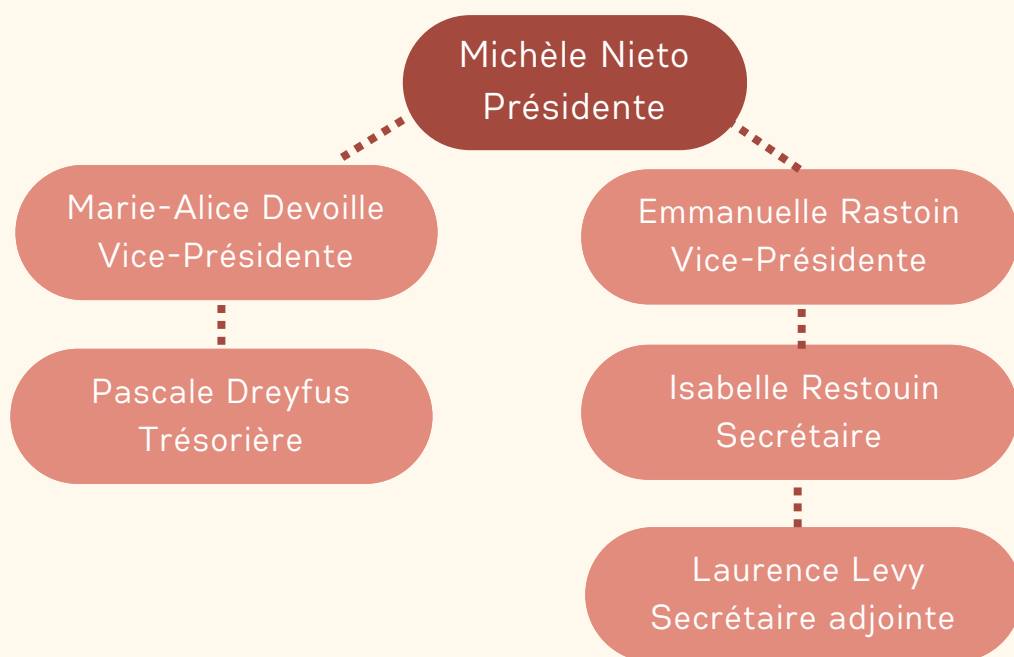 Michèle Nieto
Présidente
Marie-Alice Devoille
Vice-Présidente
Emmanuelle Rastoin
Vice-Présidente
Pascale Dreyfus
Trésorière
Isabelle Restouin
Secrétaire
Laurence Levy
Secrétaire adjointe